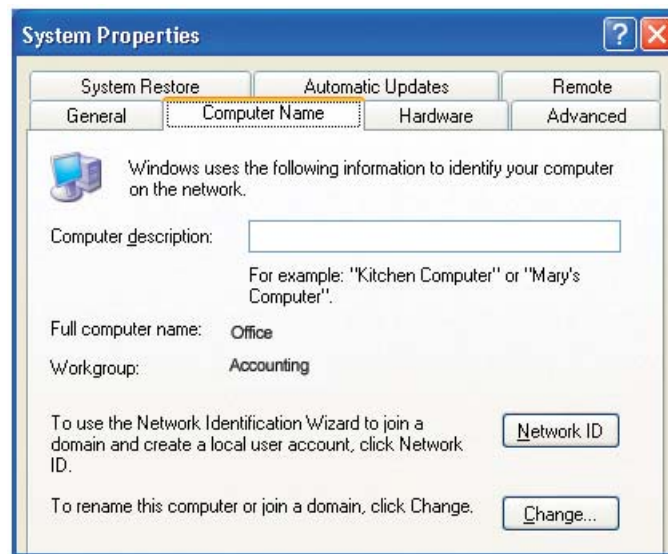 System Properties
?
System Restore Automatic Updates Remote
General Computer Name Hardware Advanced
Windows uses the following information to identify your computer
on the network.
Computer description:
For example: "Kitchen Computer" or "Mary's
Computer".
Full computer name: Office
Workgroup: Accounting
To use the Network Identification Wizard to join a
domain and create a local user account, click Network
ID.
Network ID
To rename this computer or join a domain, click Change.
Change...